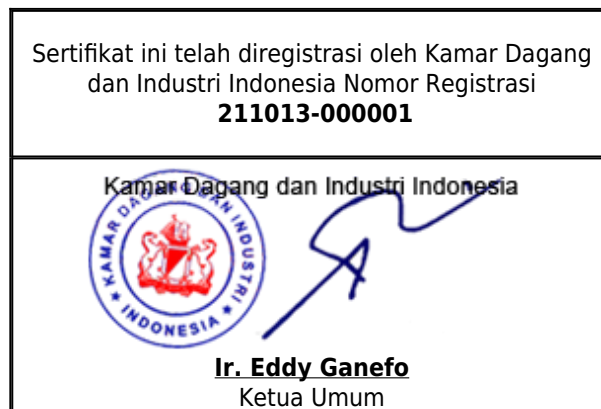 Sertifikat ini telah diregistrasi oleh Kamar Dagang
dan Industri Indonesia Nomor Registrasi
211013-000001
Kamar Dagang dan Industri Indonesia
KAMAR DAGANG DAN INDUSTRI
INDONESIA
Ir. Eddy Ganefo
Ketua Umum